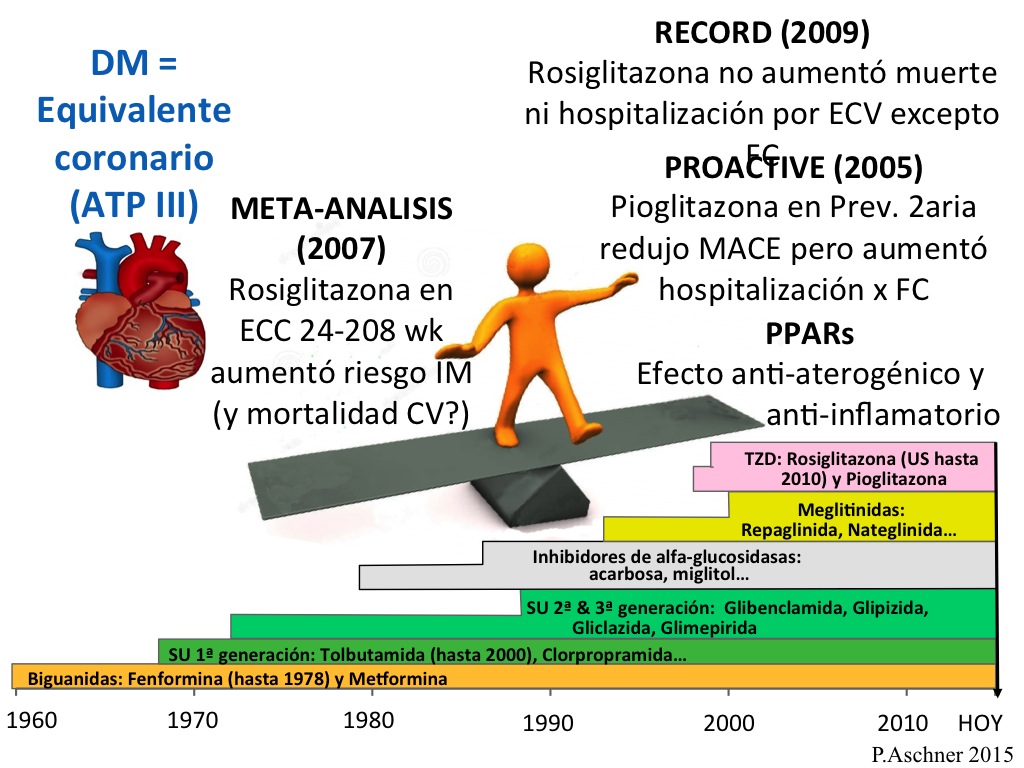 DM =
Equivalente
coronario
(ATP III)
META-ANALISIS
(2007)
Rosiglitazona en
ECC 24-208 wk
aumentó riesgo IM
(y mortalidad CV?)
RECORD (2009)
Rosiglitazona no aumentó muerte
ni hospitalización por ECV excepto
FC
PROACTIVE (2005)
Pioglitazona en Prev. 2aria
redujo MACE pero aumentó
hospitalización x FC
PPARs
Efecto anti-aterogénico y
anti-inflamatorio
TZD: Rosiglitazona (US hasta
2010) y Pioglitazona
Meglitinidas:
Repaglinida, Nateglinida...
Inhibidores de alfa-glucosidasas:
acarbosa, miglitol...
SU 2ª & 3ª generación: Glibenclamida, Glipizida,
Gliclazida, Glimepirida
SU 1ª generación: Tolbutamida (hasta 2000), Clorpropramida...
Biguanidas: Fenformina (hasta 1978) y Metformina
1960 1970 1980 1990 2000 2010 HOY
P.Aschner 2015